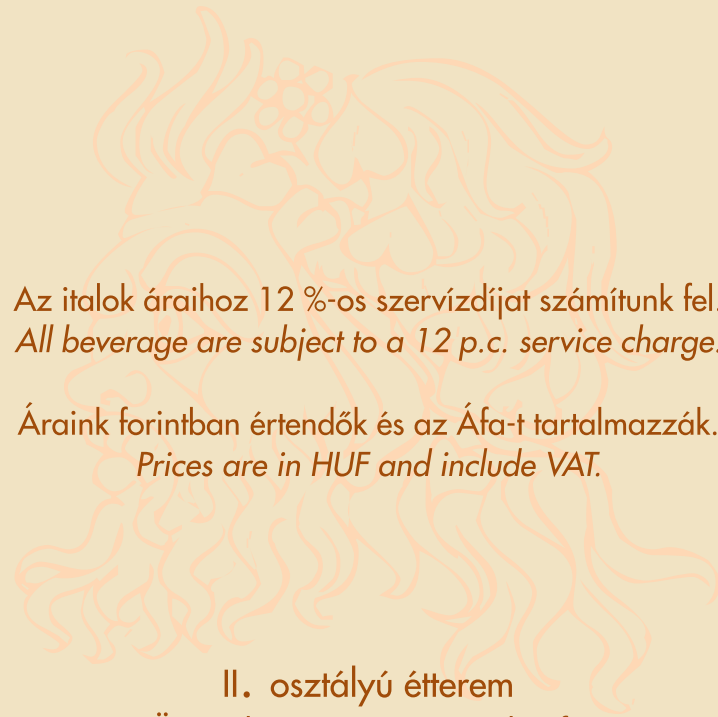 Az italok áraihoz 12 %-os szervízdíjat számítunk fel.
All beverage are subject to a 12 p.c. service charge.
Áraink forintban értendők és az Áfa-t tartalmazzák.
Prices are in HUF and include VAT.
II. osztályú étterem